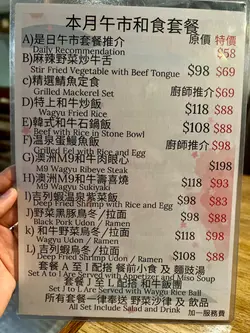 本月午市和食套餐
A)是日午市套餐推介 原價 特價
Daily Recommendation $58
B)麻辣野菜炒牛舌 $98 $69
Stir Fried Vegetable with Beef Tongue
C)精選鯖魚定食 廚師推介 $69
Grilled Mackerel Set
D)特上和牛炒飯 $118 $88
Wagyu Fried Rice
E)韓式和牛石鍋飯 $108 $88
Beef with Rice in Stone Bowl
F)溫泉蛋鰻魚飯 廚師推介 $98
Grilled Eel with Rice and Egg
G)澳洲M9和牛肉眼心 $198
M9 Wagyu Ribeye Steak
H)澳洲M9和牛壽喜燒 $118 $93
M9 Wagyu Sukiyaki
I)吉列蝦溫泉素菜飯 $98 $83
Deep Fried Shrimp with Rice and Egg
J)野菜黑豚烏冬/拉面 $118 $88
Black Pork Udon / Ramen
k) 和牛野菜烏冬/拉面 $118 $88
Wagyu Udon / Ramen
L) 吉列蝦烏冬/拉面 $108 $88
Deep Fried Shrimp Udon / Ramen
套餐 A 至 I 配搭 餐前小食 及 麵豉湯
Set A to I Are Served with Appetizer and Miso Soup
套餐 J 至 L 配搭 和牛飯團
Set J to L Are Served with Wagyu Rice Ball
所有套餐一律奉送 野菜沙律 及 飲品
All Set Include Salad and Drink 加一服務費